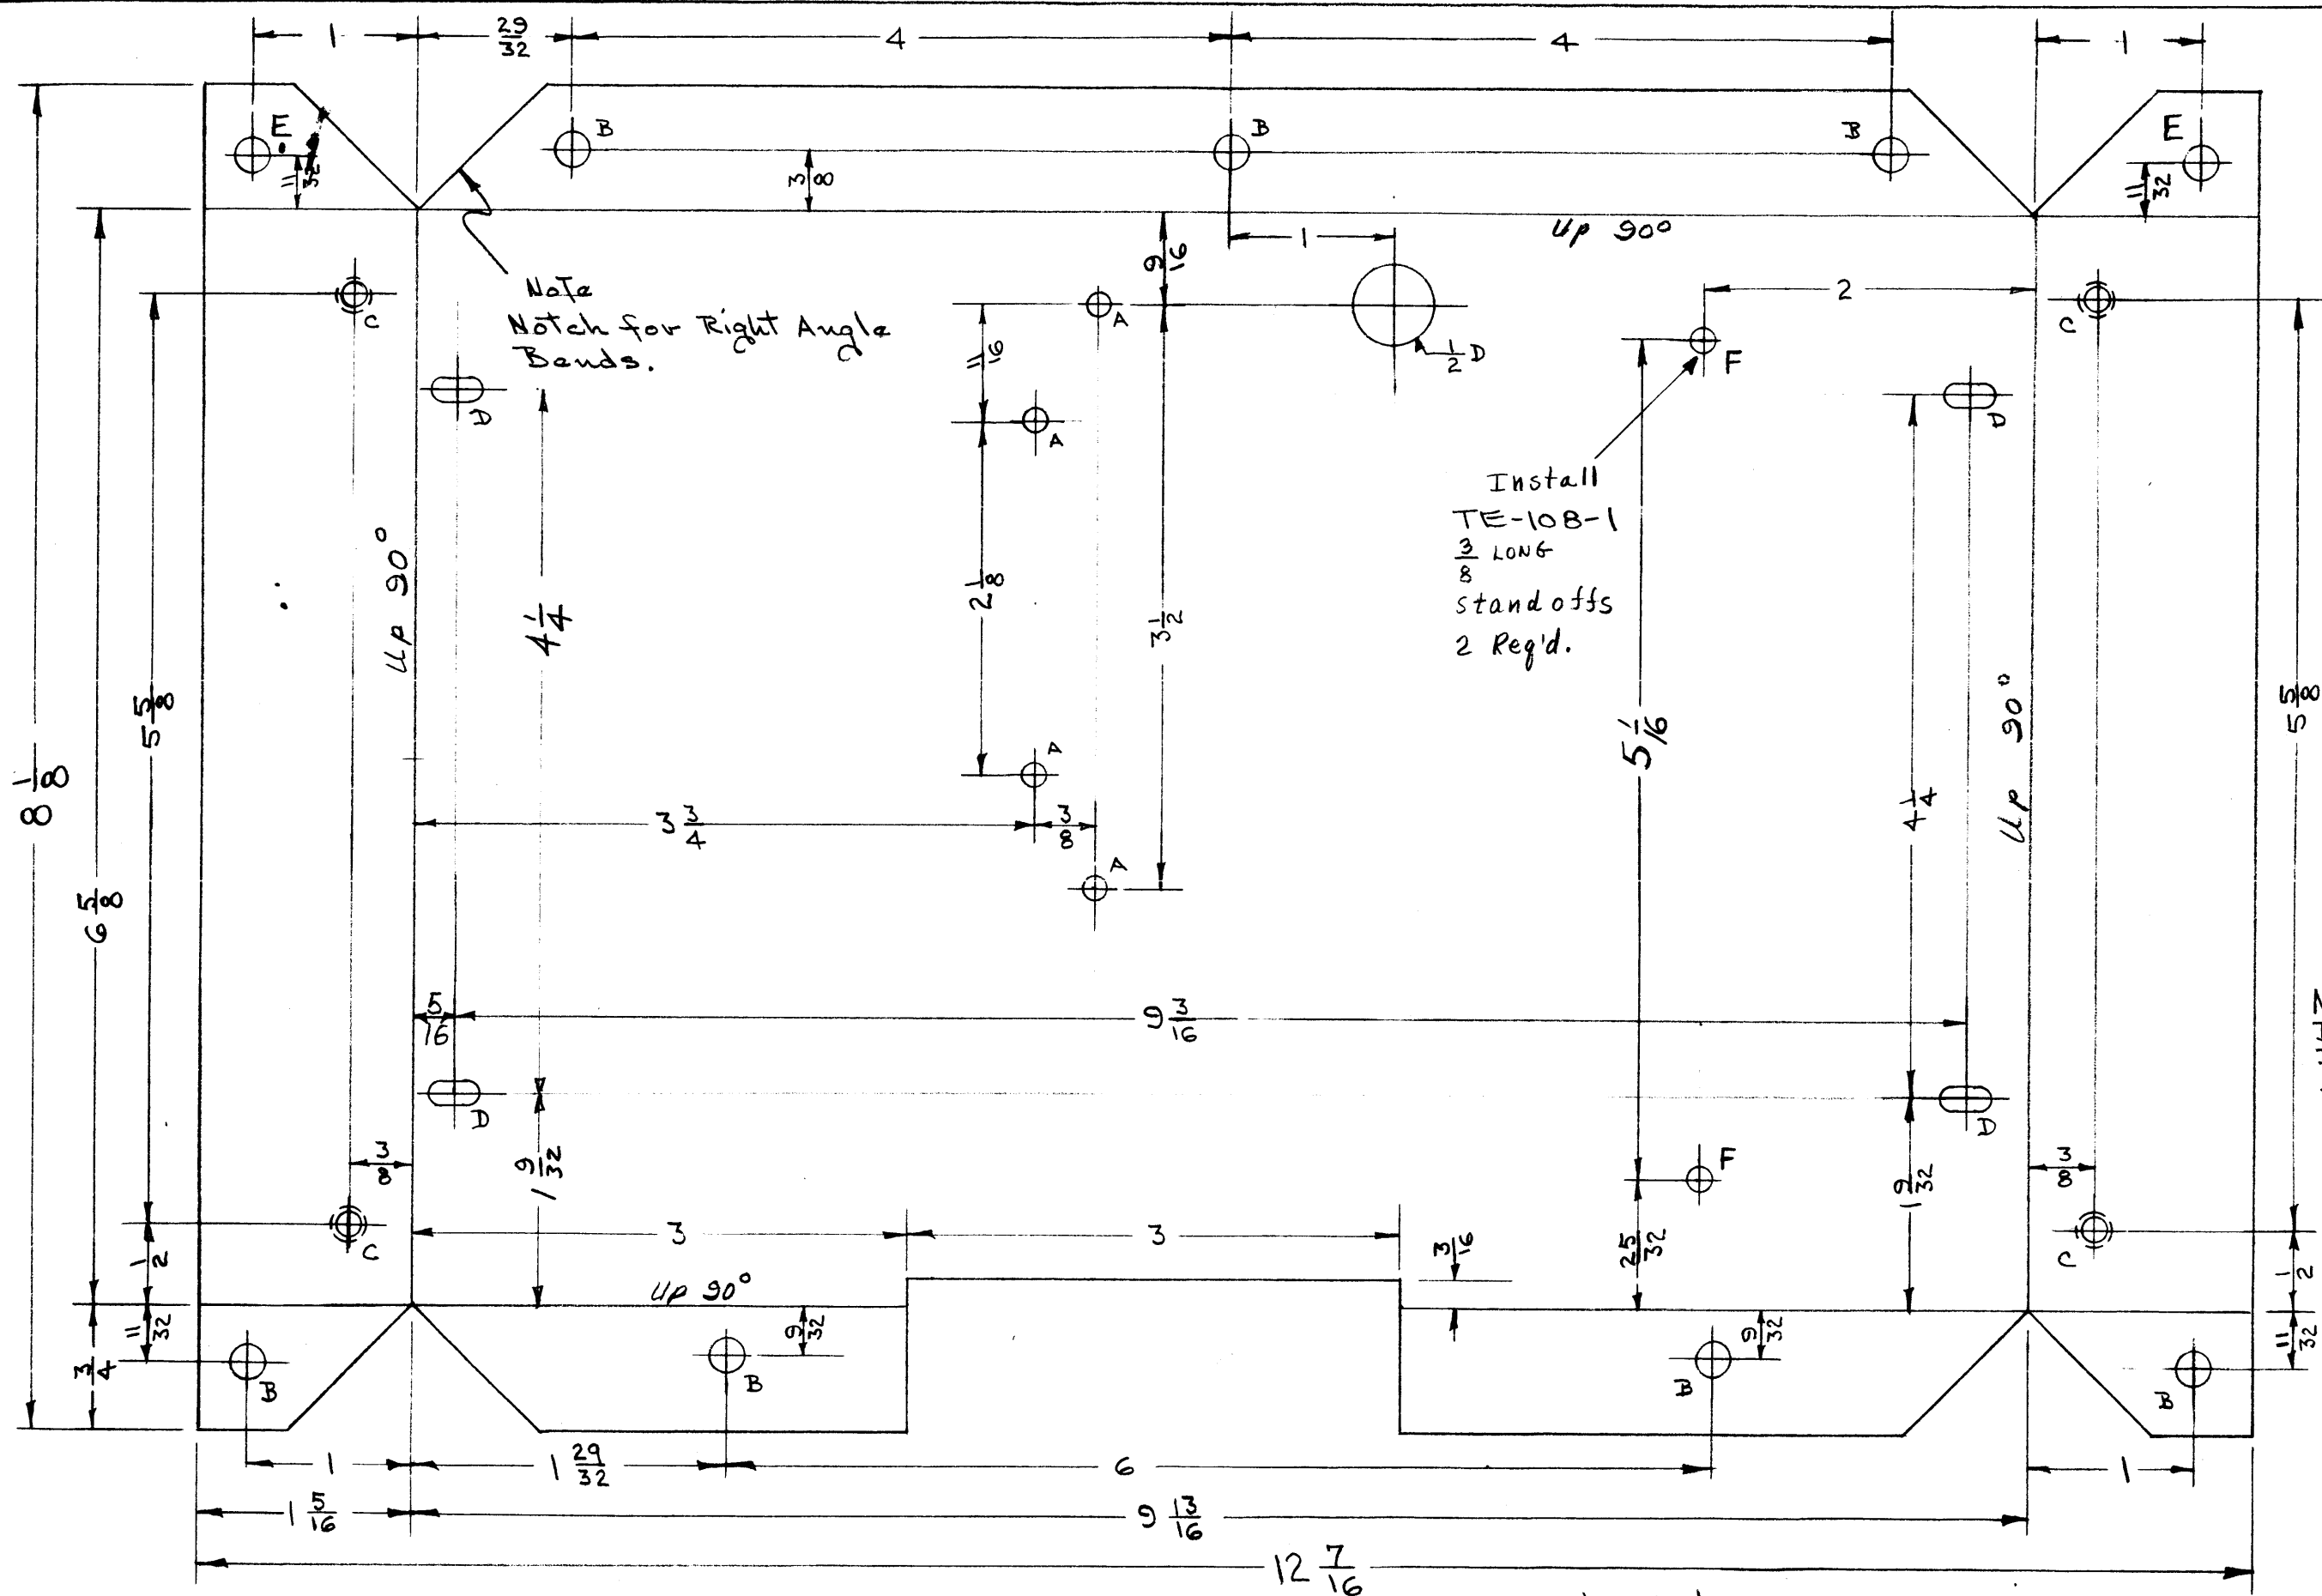 1 29/32 4 4 1
E B B B E
11/32 3/8 11/32
Up 90°
9/16 1
Note
Notch for Right Angle
Bends.
C A 1/2 D 2 C
11/16 F
D A D
Install
TE-108-1
3/8 LONG
standoffs
2 Req'd.
Up 90° 4 1/4 2 1/8 3 1/2
8 1/8 6 5/8 5 5/8 5 1/16 4 1/4 Up 90° 5 5/8
A
3 3/4 3/8
A
5/16 9 3/16
D D
3/8 1 9/32 F 1 9/32 3/8
C 3 3 3/16 25/32 C
1/2 Up 90° 1/2
11/32 9/32 9/32 11/32
3/4 B B B B
1 1 29/32 6 1
1 5/16 9 13/16
12 7/16